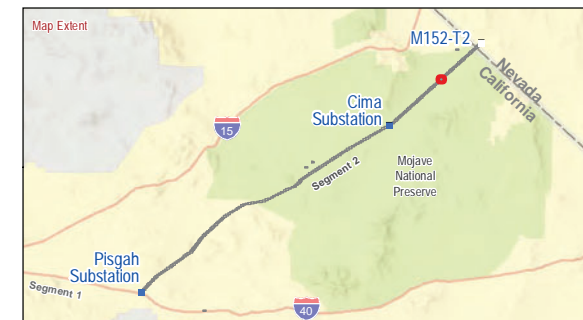 Map Extent
M152-T2
Nevada
California
Cima
Substation
15
Segment 2
Mojave
National
Preserve
Pisgah
Substation
Segment 1
40